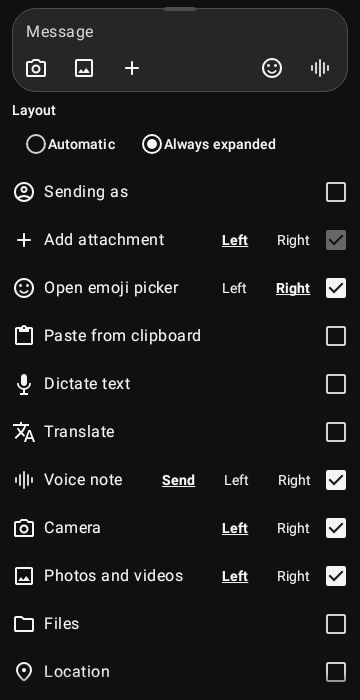 Message
Layout
Automatic Always expanded
Sending as
Add attachment Left Right
Open emoji picker Left Right
Paste from clipboard
Dictate text
Translate
Voice note Send Left Right
Camera Left Right
Photos and videos Left Right
Files
Location